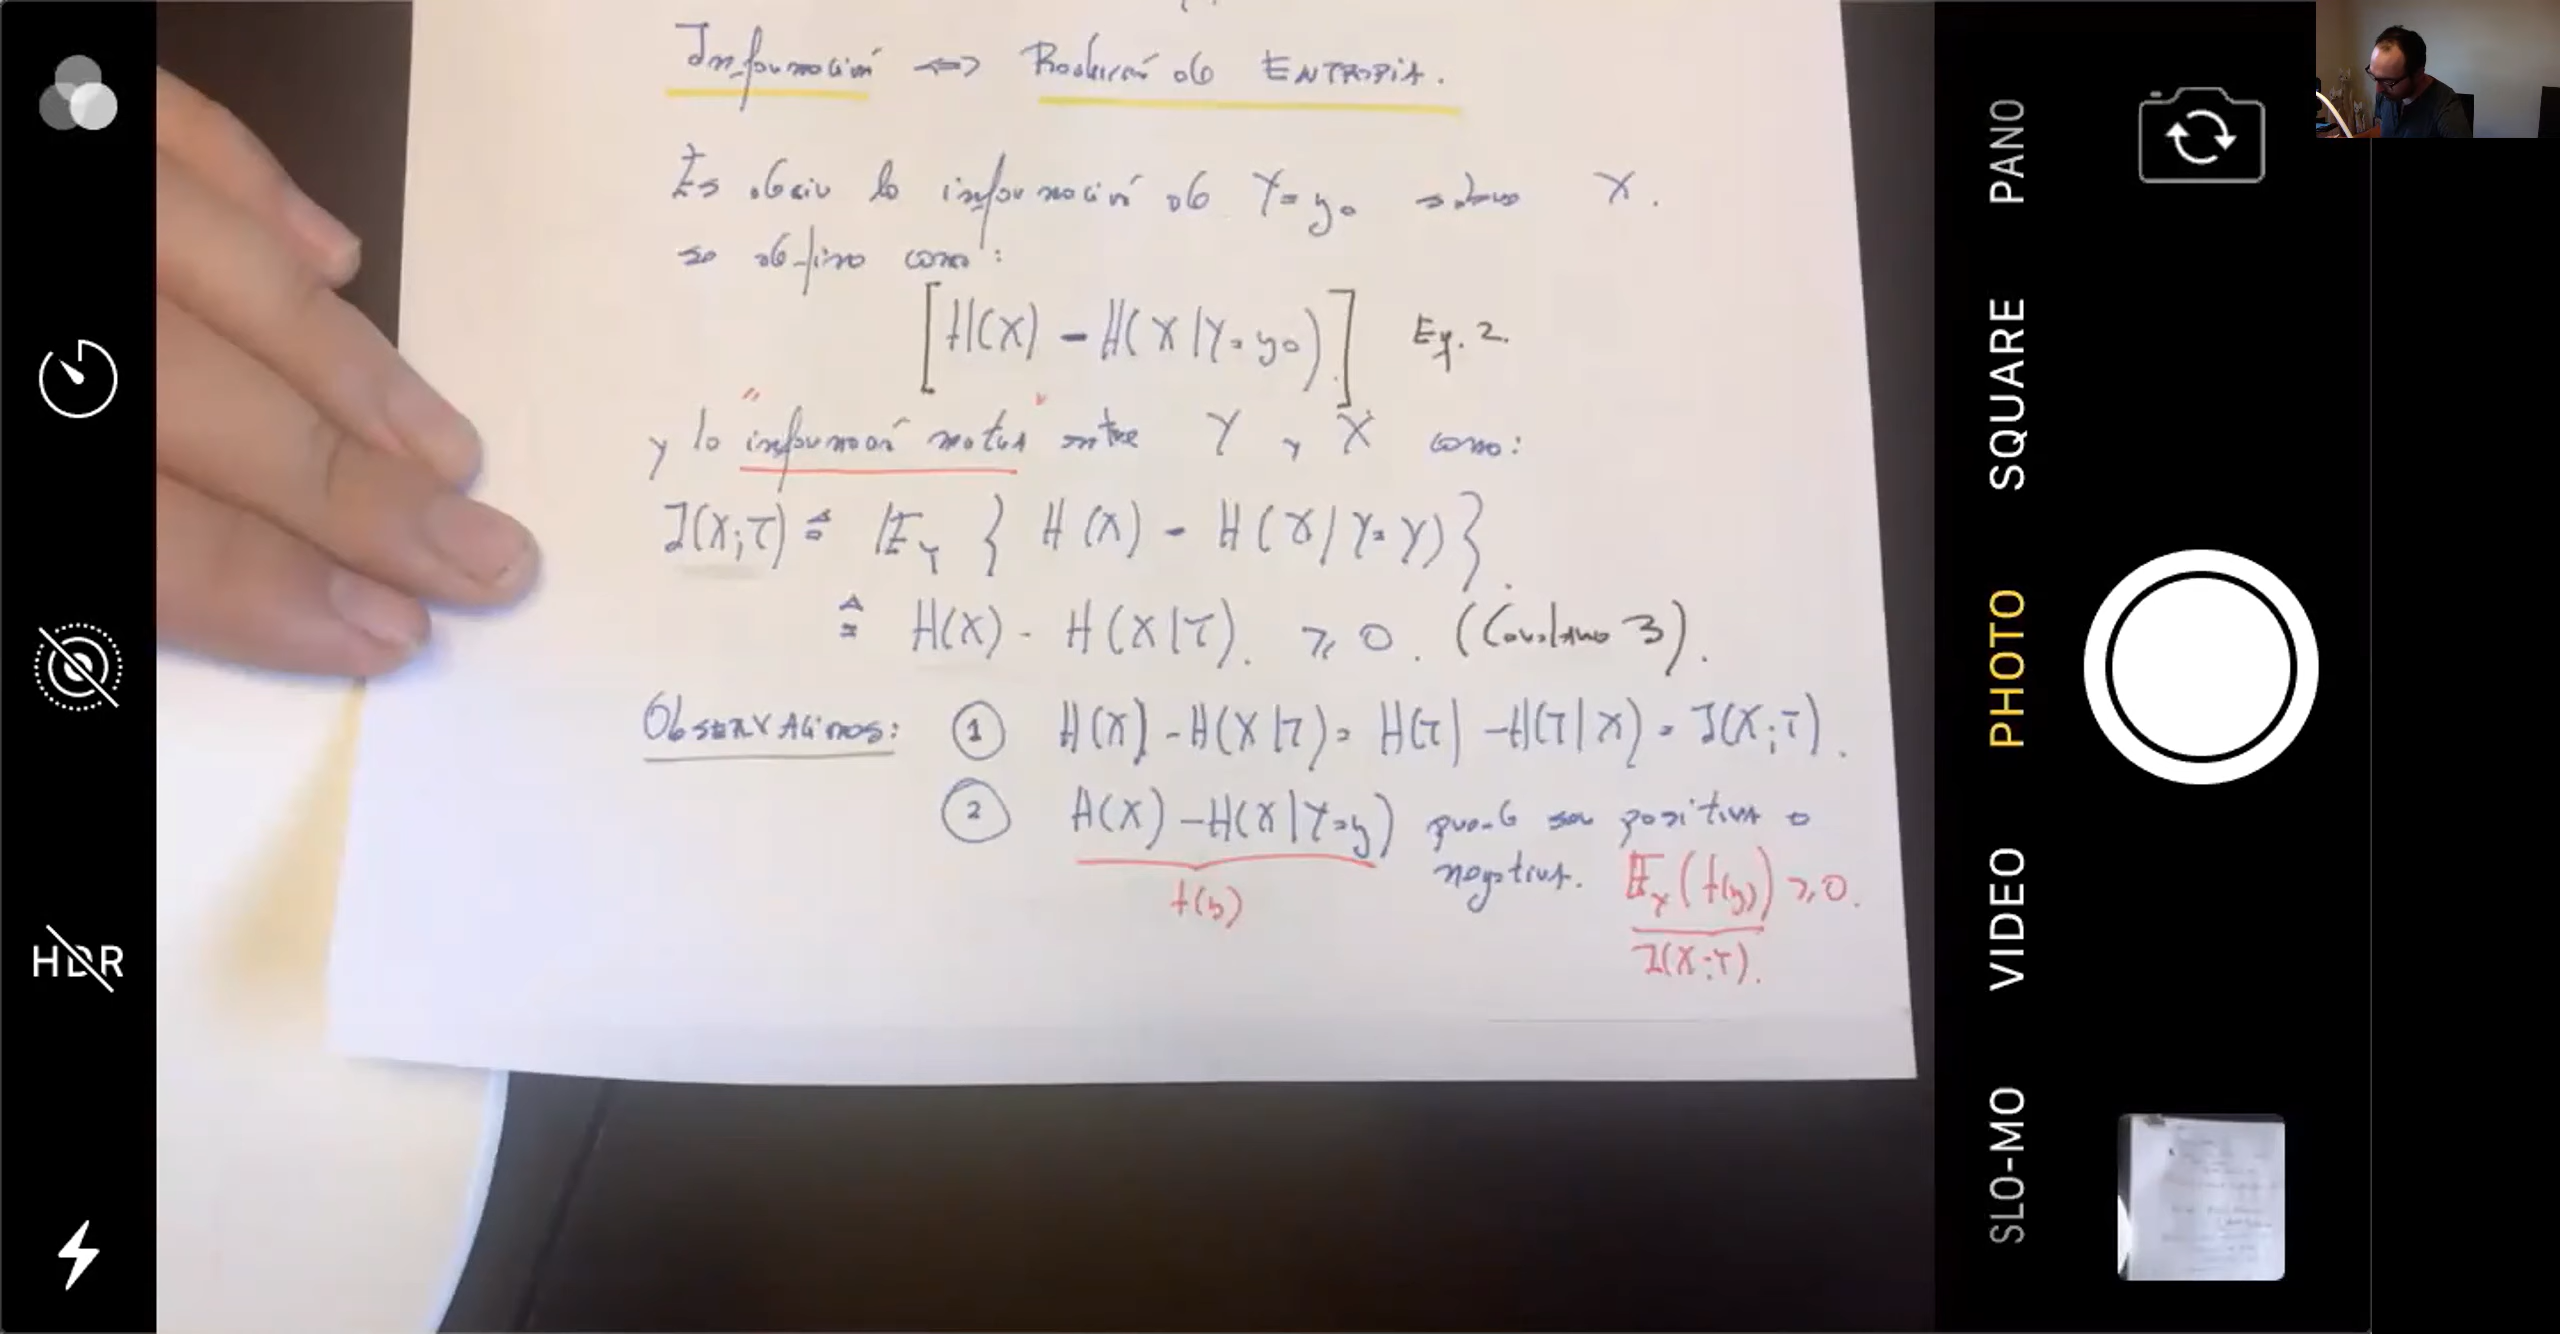 Información <=> Reducción de ENTROPIA.
Es decir la información de Y=y₀ sobre X.
se define como:
[H(X) - H(X|Y=y₀)] Eq. 2.
y la "información mutua" entre Y y X como:
I(X;Y) ≜ 𝔼_Y { H(X) - H(X|Y=y) }.
≜ H(X) - H(X|Y). ≥ 0. (Corolario 3).
Observaciones: ① H(X) - H(X|Y) = H(Y) - H(Y|X) = I(X;Y).
② H(X) - H(X|Y=y) puede ser positiva o
negativa. 𝔼_Y(f(y)) ≥ 0.
f(y)
I(X;Y).
HDR
SLO-MO
VIDEO
PHOTO
SQUARE
PANO